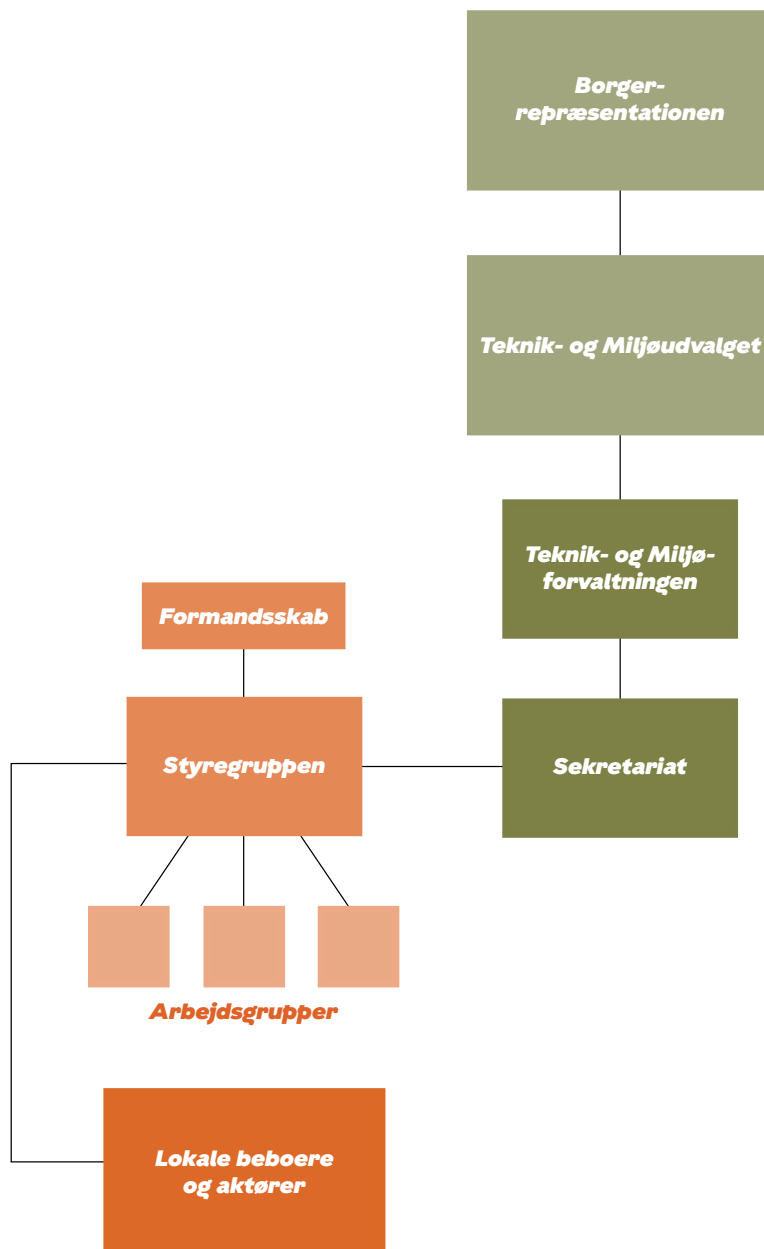 Borger-
repræsentationen
Teknik- og Miljøudvalget
Teknik- og Miljø-
forvaltningen
Formandsskab
Styregruppen
Sekretariat
Arbejdsgrupper
Lokale beboere
og aktører